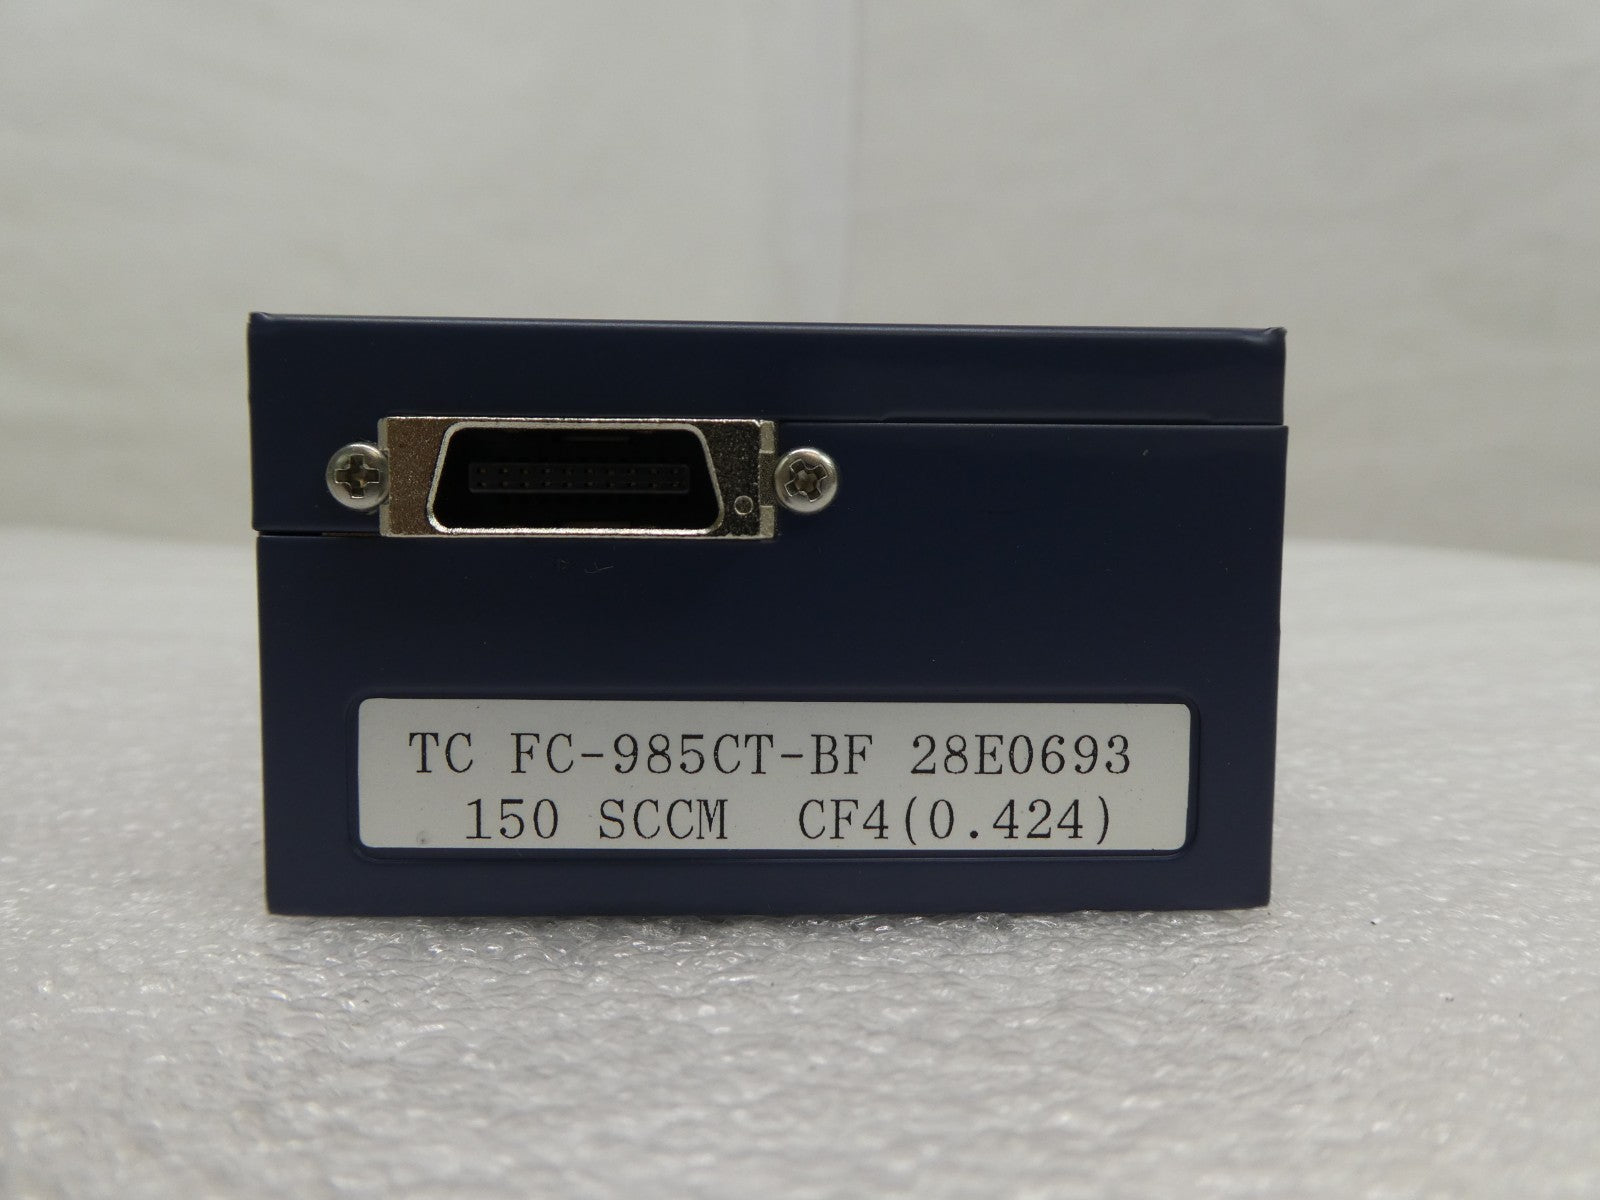 TC FC-985CT-BF 28E0693
150 SCCM CF4(0.424)